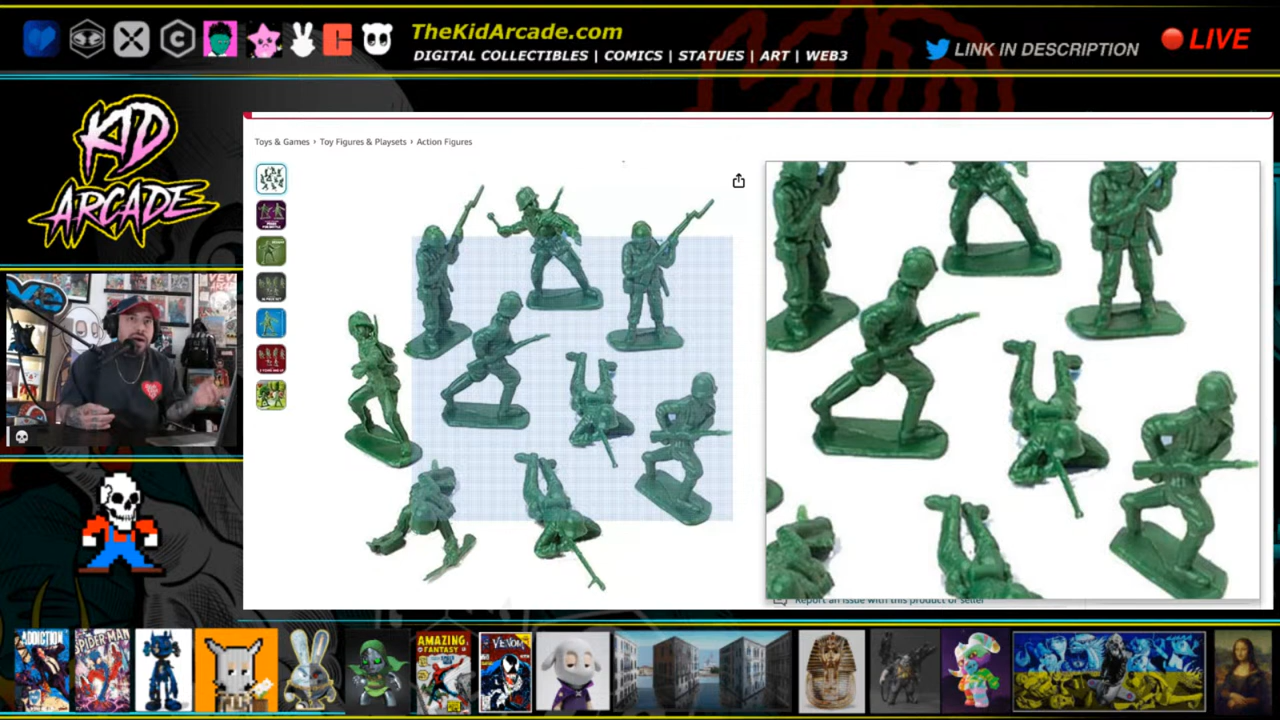 TheKidArcade.com
DIGITAL COLLECTIBLES | COMICS | STATUES | ART | WEB3
LINK IN DESCRIPTION
LIVE
KID
ARCADE
Toys & Games › Toy Figures & Playsets › Action Figures
Report an issue with this product or seller
ADDICTION
SPIDER-MAN
AMAZING
VENOM